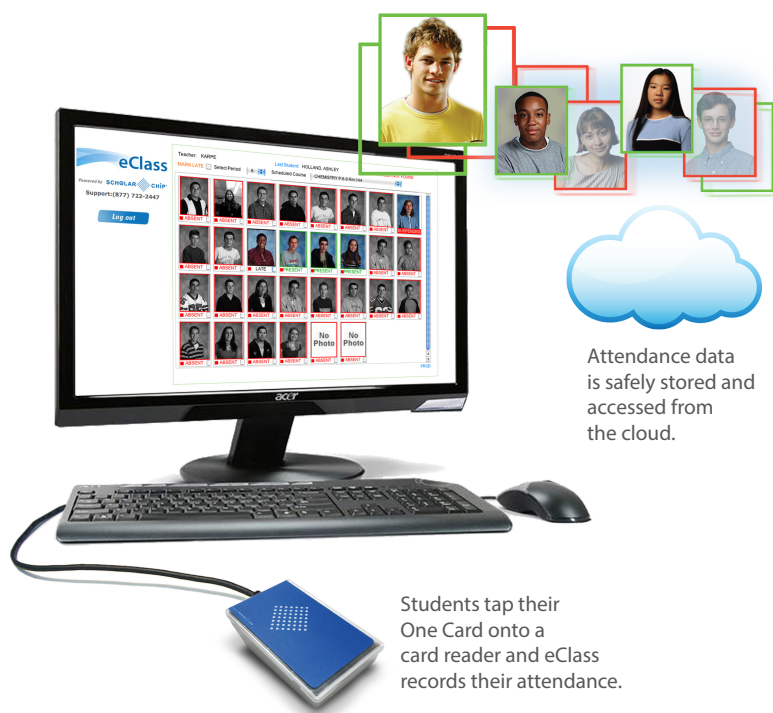 eClass
Powered by SCHOLAR CHIP
Support:(877) 722-2447
Log out
Teacher: KARPE
Last Student: HOLLAND, ASHLEY
MARK LATE Select Period Scheduled Course
ABSENT ABSENT ABSENT ABSENT ABSENT ABSENT ABSENT SUSPENDED
ABSENT ABSENT LATE PRESENT PRESENT PRESENT ABSENT ABSENT
ABSENT ABSENT ABSENT ABSENT ABSENT ABSENT ABSENT ABSENT
No Photo
No Photo
ABSENT ABSENT ABSENT ABSENT ABSENT ABSENT
PROD
acer
Attendance data
is safely stored and
accessed from
the cloud.
Students tap their
One Card onto a
card reader and eClass
records their attendance.